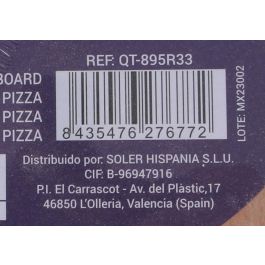 REF: QT-895R33
BOARD
PIZZA
PIZZA
PIZZA
8 435476 276772
LOTE: MX23002
Distribuido por: SOLER HISPANIA S.L.U.
CIF: B-96947916
P.I. El Carrascot - Av. del Plàstic,17
46850 L'Olleria, Valencia (Spain)